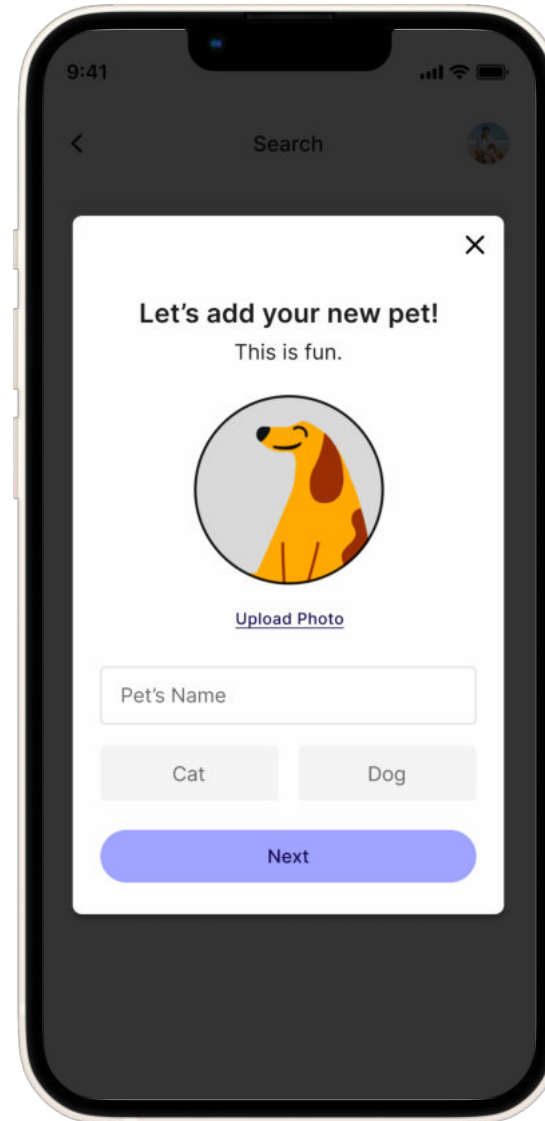 9:41
Search
Let’s add your new pet!
This is fun.
Upload Photo
Pet’s Name
Cat
Dog
Next